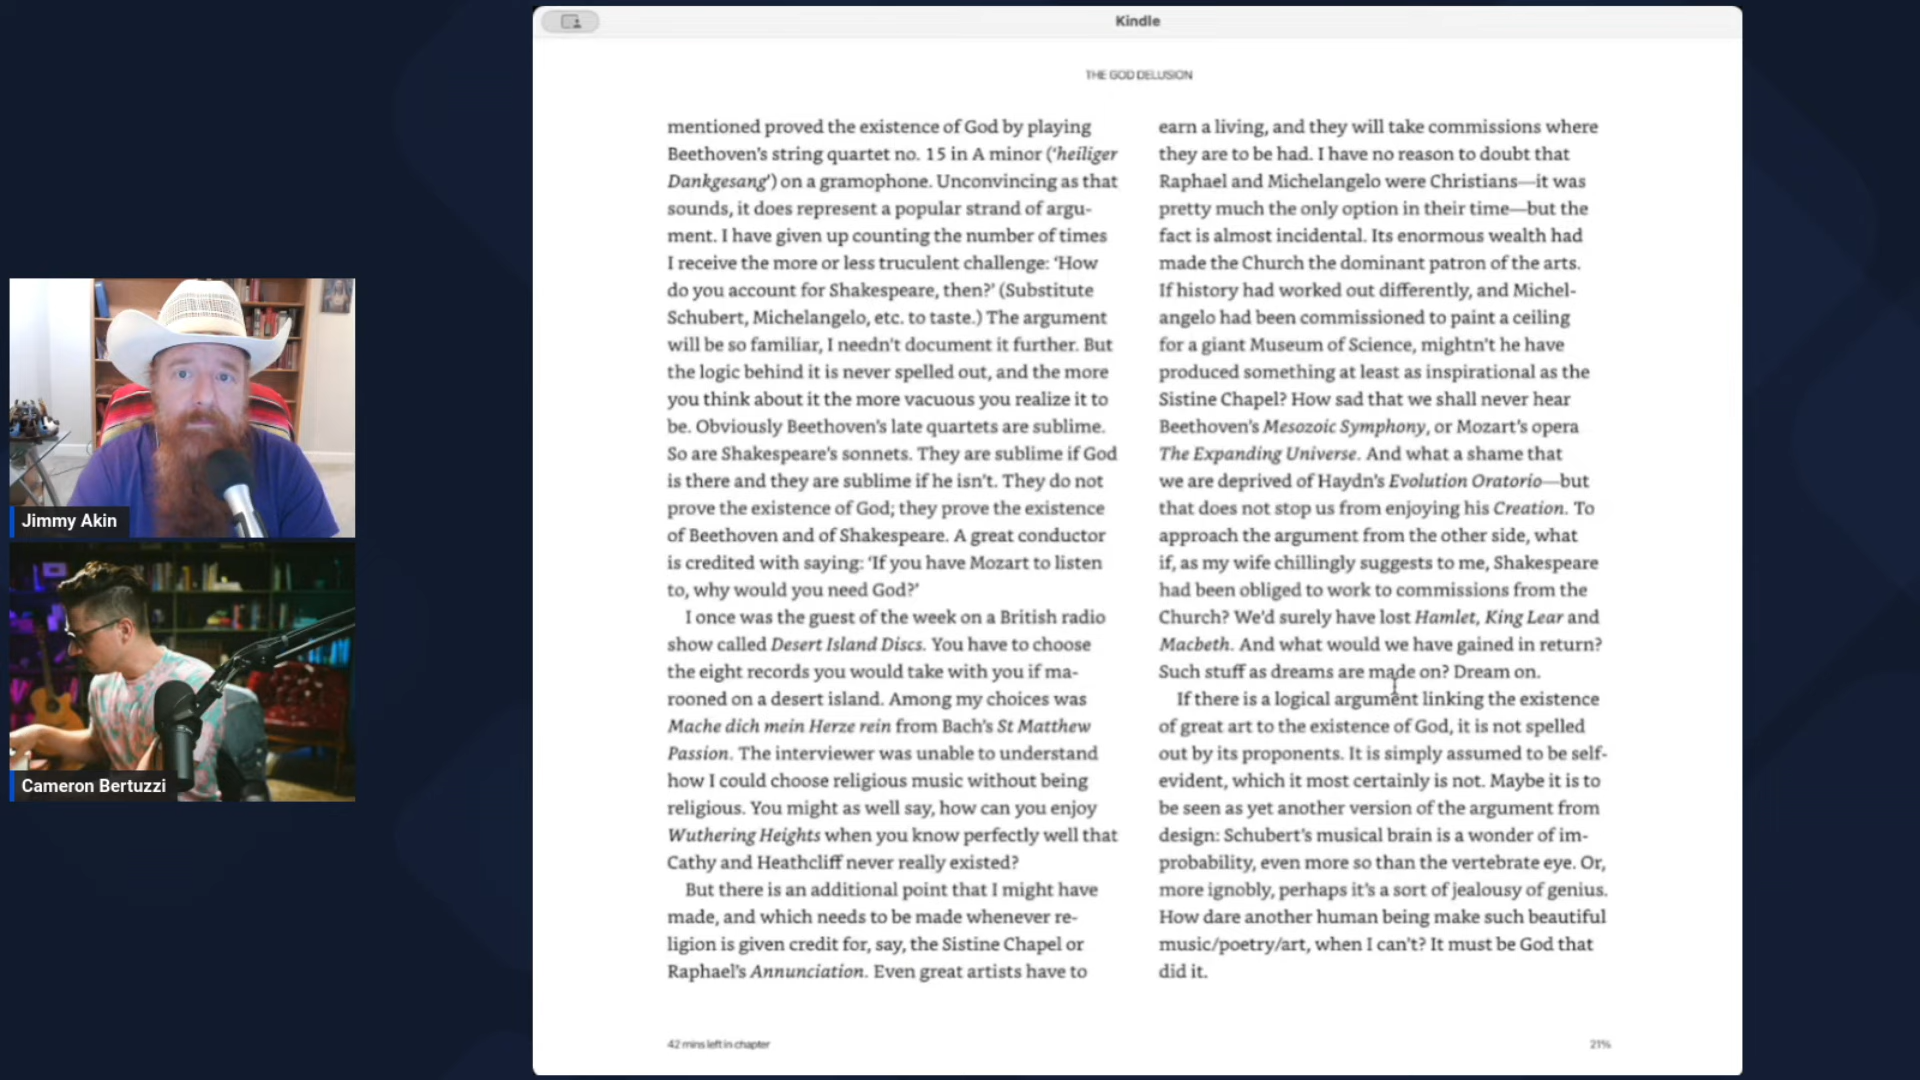 Kindle
THE GOD DELUSION
mentioned proved the existence of God by playing
Beethoven's string quartet no. 15 in A minor ('heiliger
Dankgesang') on a gramophone. Unconvincing as that
sounds, it does represent a popular strand of argu-
ment. I have given up counting the number of times
I receive the more or less truculent challenge: 'How
do you account for Shakespeare, then?' (Substitute
Schubert, Michelangelo, etc. to taste.) The argument
will be so familiar, I needn't document it further. But
the logic behind it is never spelled out, and the more
you think about it the more vacuous you realize it to
be. Obviously Beethoven's late quartets are sublime.
So are Shakespeare's sonnets. They are sublime if God
is there and they are sublime if he isn't. They do not
prove the existence of God; they prove the existence
of Beethoven and of Shakespeare. A great conductor
is credited with saying: 'If you have Mozart to listen
to, why would you need God?'
I once was the guest of the week on a British radio
show called Desert Island Discs. You have to choose
the eight records you would take with you if ma-
rooned on a desert island. Among my choices was
Mache dich mein Herze rein from Bach's St Matthew
Passion. The interviewer was unable to understand
how I could choose religious music without being
religious. You might as well say, how can you enjoy
Wuthering Heights when you know perfectly well that
Cathy and Heathcliff never really existed?
But there is an additional point that I might have
made, and which needs to be made whenever re-
ligion is given credit for, say, the Sistine Chapel or
Raphael's Annunciation. Even great artists have to
earn a living, and they will take commissions where
they are to be had. I have no reason to doubt that
Raphael and Michelangelo were Christians—it was
pretty much the only option in their time—but the
fact is almost incidental. Its enormous wealth had
made the Church the dominant patron of the arts.
If history had worked out differently, and Michel-
angelo had been commissioned to paint a ceiling
for a giant Museum of Science, mightn't he have
produced something at least as inspirational as the
Sistine Chapel? How sad that we shall never hear
Beethoven's Mesozoic Symphony, or Mozart's opera
The Expanding Universe. And what a shame that
we are deprived of Haydn's Evolution Oratorio—but
that does not stop us from enjoying his Creation. To
approach the argument from the other side, what
if, as my wife chillingly suggests to me, Shakespeare
had been obliged to work to commissions from the
Church? We'd surely have lost Hamlet, King Lear and
Macbeth. And what would we have gained in return?
Such stuff as dreams are made on? Dream on.
If there is a logical argument linking the existence
of great art to the existence of God, it is not spelled
out by its proponents. It is simply assumed to be self-
evident, which it most certainly is not. Maybe it is to
be seen as yet another version of the argument from
design: Schubert's musical brain is a wonder of im-
probability, even more so than the vertebrate eye. Or,
more ignobly, perhaps it's a sort of jealousy of genius.
How dare another human being make such beautiful
music/poetry/art, when I can't? It must be God that
did it.
42 mins left in chapter
21%
Jimmy Akin
Cameron Bertuzzi